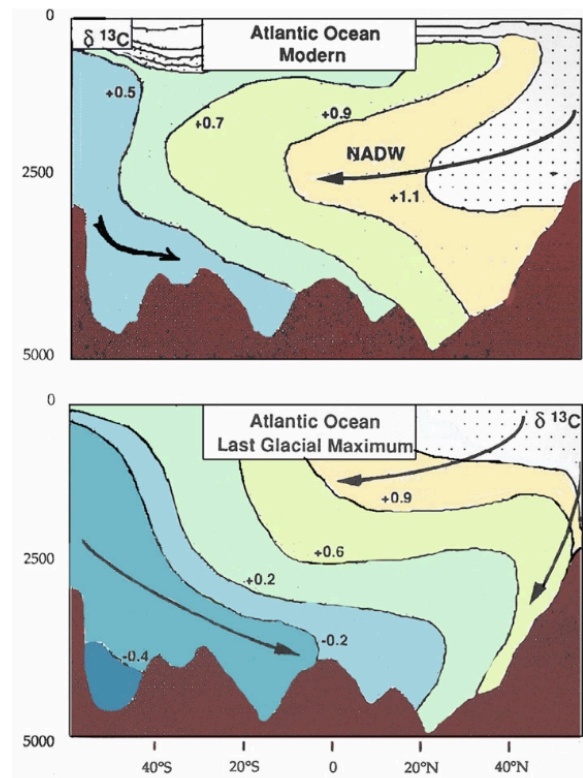 0
δ 13C
Atlantic Ocean
Modern
+0.5
+0.7
+0.9
NADW
2500
+1.1
5000
0
Atlantic Ocean
Last Glacial Maximum
δ 13C
+0.9
+0.6
2500
+0.2
-0.2
-0.4
5000
40°S
20°S
0
20°N
40°N